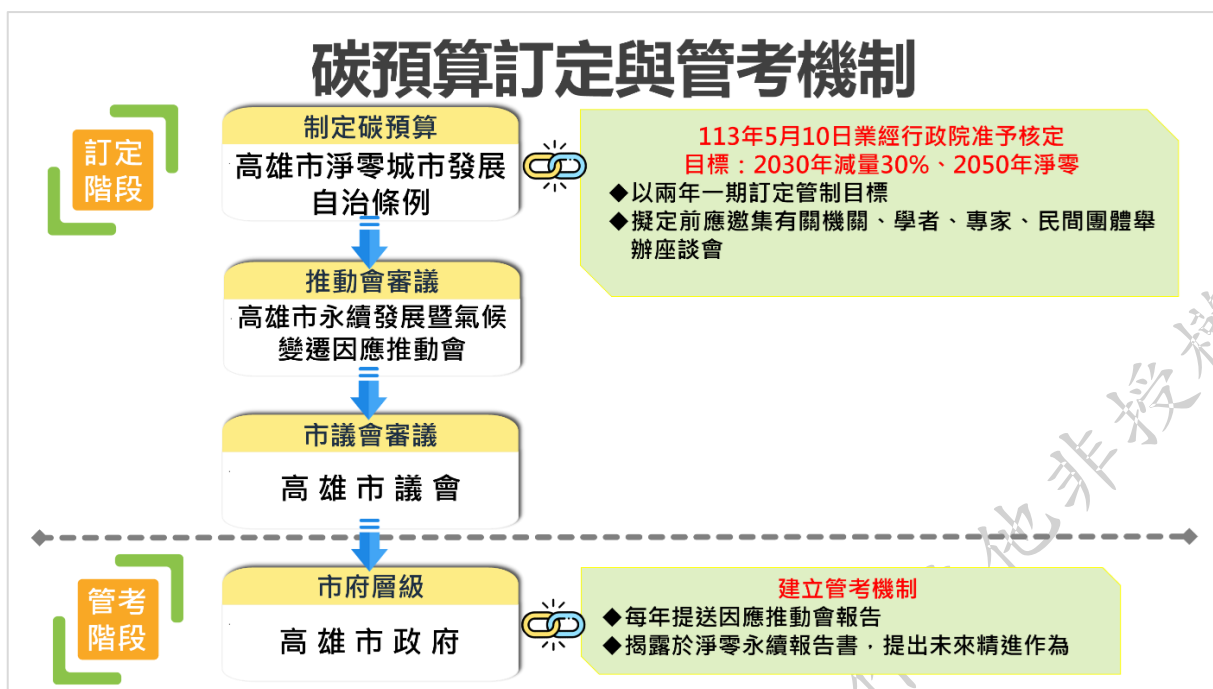 碳預算訂定與管考機制
訂定
階段
制定碳預算
高雄市淨零城市發展
自治條例
113年5月10日業經行政院准予核定
目標：2030年減量30%、2050年淨零
◆以兩年一期訂定管制目標
◆擬定前應邀集有關機關、學者、專家、民間團體舉
辦座談會
推動會審議
高雄市永續發展暨氣候
變遷因應推動會
市議會審議
高雄市議會
管考
階段
市府層級
高雄市政府
建立管考機制
◆每年提送因應推動會報告
◆揭露於淨零永續報告書，提出未來精進作為
他非授權